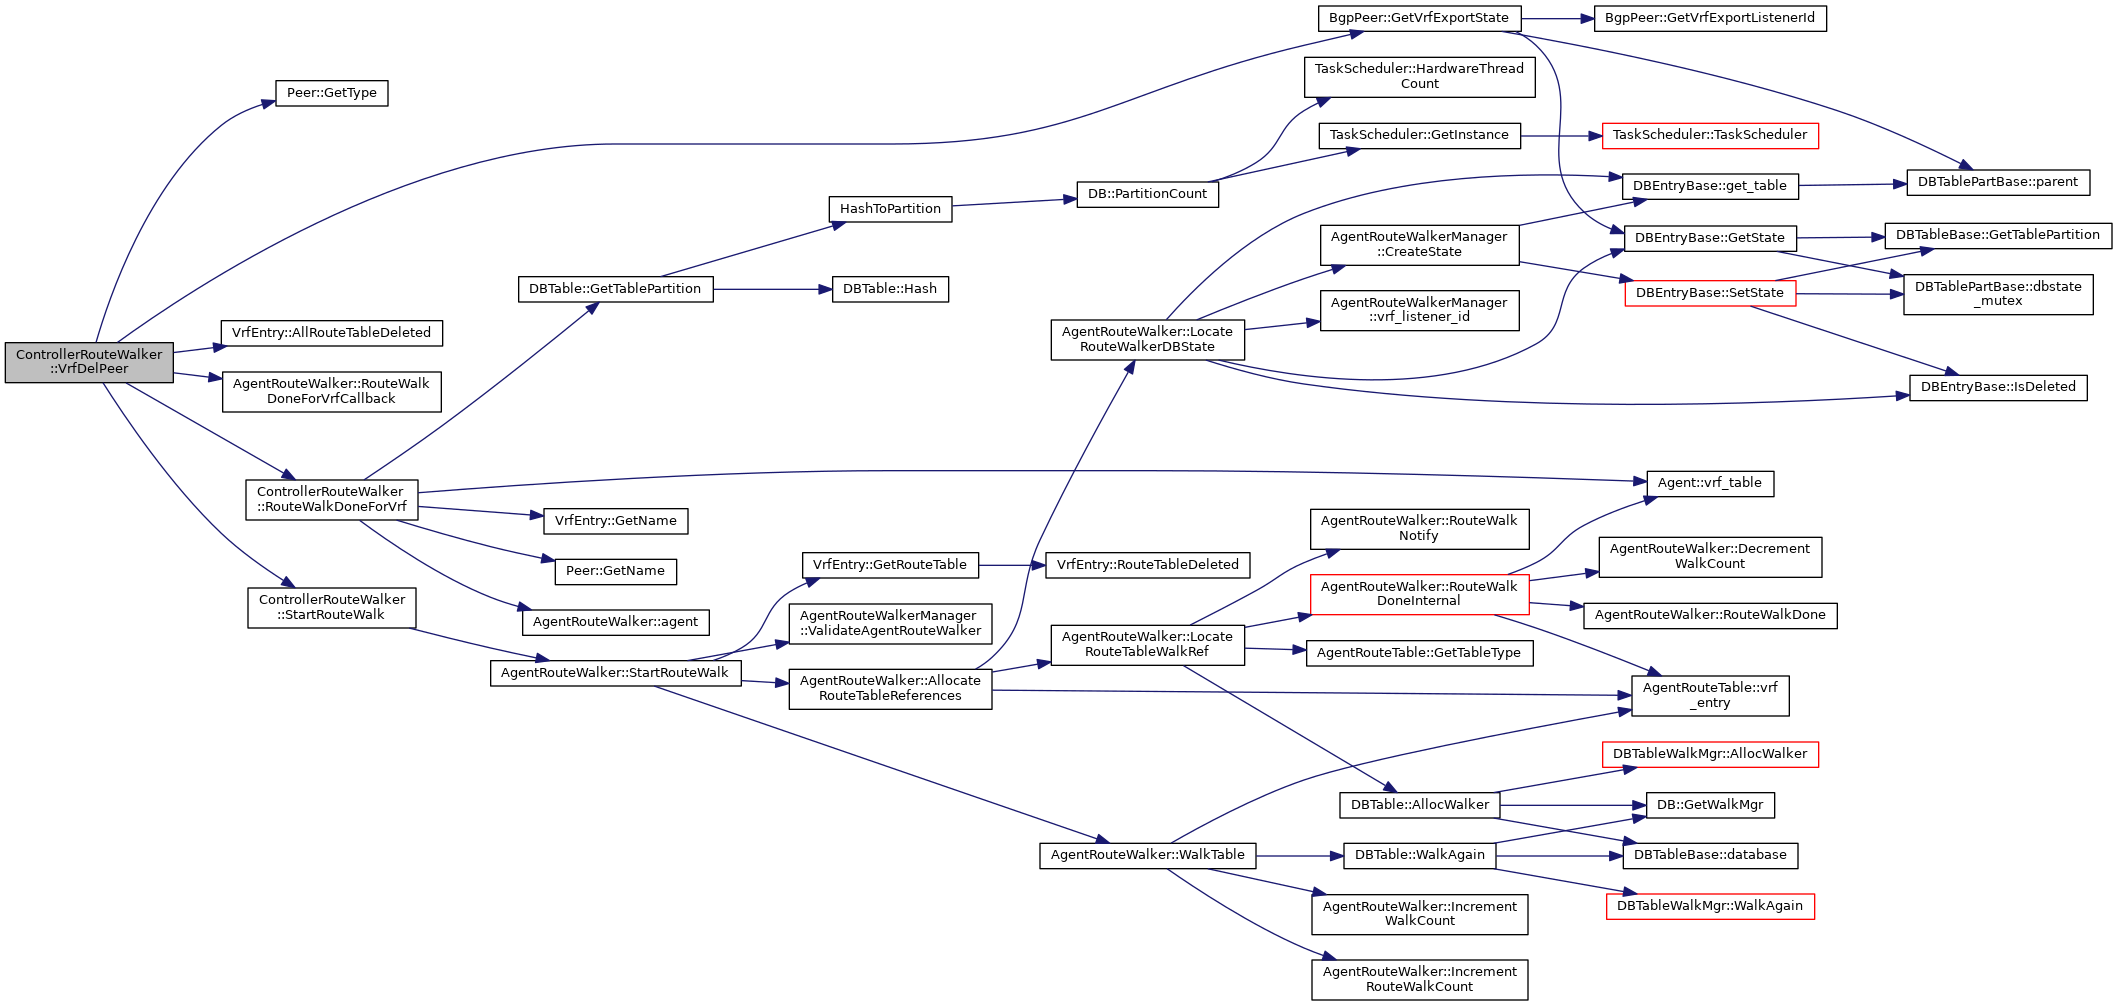 ControllerRouteWalker
::VrfDelPeer
Peer::GetType
VrfEntry::AllRouteTableDeleted
AgentRouteWalker::RouteWalk
DoneForVrfCallback
ControllerRouteWalker
::RouteWalkDoneForVrf
ControllerRouteWalker
::StartRouteWalk
DBTable::GetTablePartition
VrfEntry::GetName
Peer::GetName
AgentRouteWalker::agent
AgentRouteWalker::StartRouteWalk
HashToPartition
DBTable::Hash
VrfEntry::GetRouteTable
AgentRouteWalkerManager
::ValidateAgentRouteWalker
AgentRouteWalker::Allocate
RouteTableReferences
DB::PartitionCount
AgentRouteWalker::Locate
RouteWalkerDBState
VrfEntry::RouteTableDeleted
AgentRouteWalker::Locate
RouteTableWalkRef
AgentRouteWalker::WalkTable
BgpPeer::GetVrfExportState
TaskScheduler::HardwareThread
Count
TaskScheduler::GetInstance
AgentRouteWalkerManager
::CreateState
AgentRouteWalkerManager
::vrf_listener_id
AgentRouteWalker::RouteWalk
Notify
AgentRouteWalker::RouteWalk
DoneInternal
AgentRouteTable::GetTableType
DBTable::AllocWalker
DBTable::WalkAgain
AgentRouteWalker::Increment
WalkCount
AgentRouteWalker::Increment
RouteWalkCount
BgpPeer::GetVrfExportListenerId
TaskScheduler::TaskScheduler
DBEntryBase::get_table
DBEntryBase::GetState
DBEntryBase::SetState
Agent::vrf_table
AgentRouteWalker::Decrement
WalkCount
AgentRouteWalker::RouteWalkDone
AgentRouteTable::vrf
_entry
DBTableWalkMgr::AllocWalker
DB::GetWalkMgr
DBTableBase::database
DBTableWalkMgr::WalkAgain
DBTablePartBase::parent
DBTableBase::GetTablePartition
DBTablePartBase::dbstate
_mutex
DBEntryBase::IsDeleted